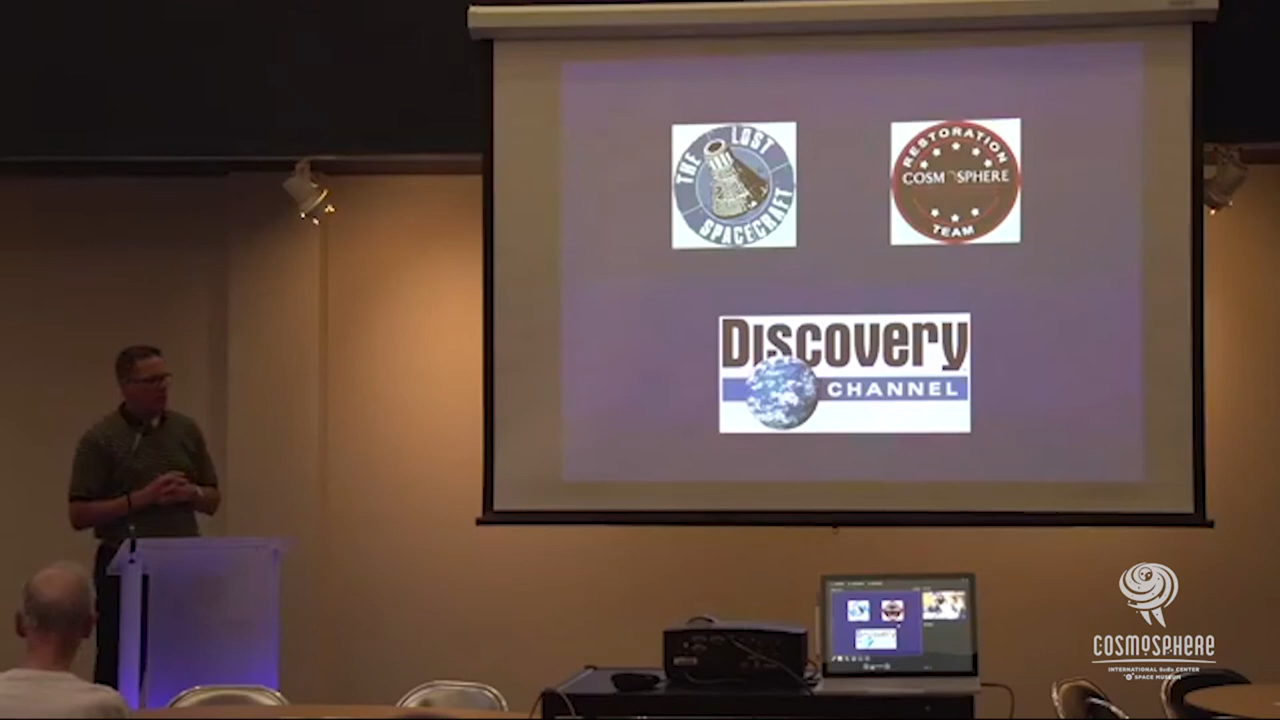 THE LOST SPACECRAFT
RESTORATION
COSMOSPHERE
TEAM
Discovery
CHANNEL
COSMOSPHERE
INTERNATIONAL SciEd CENTER
& SPACE MUSEUM